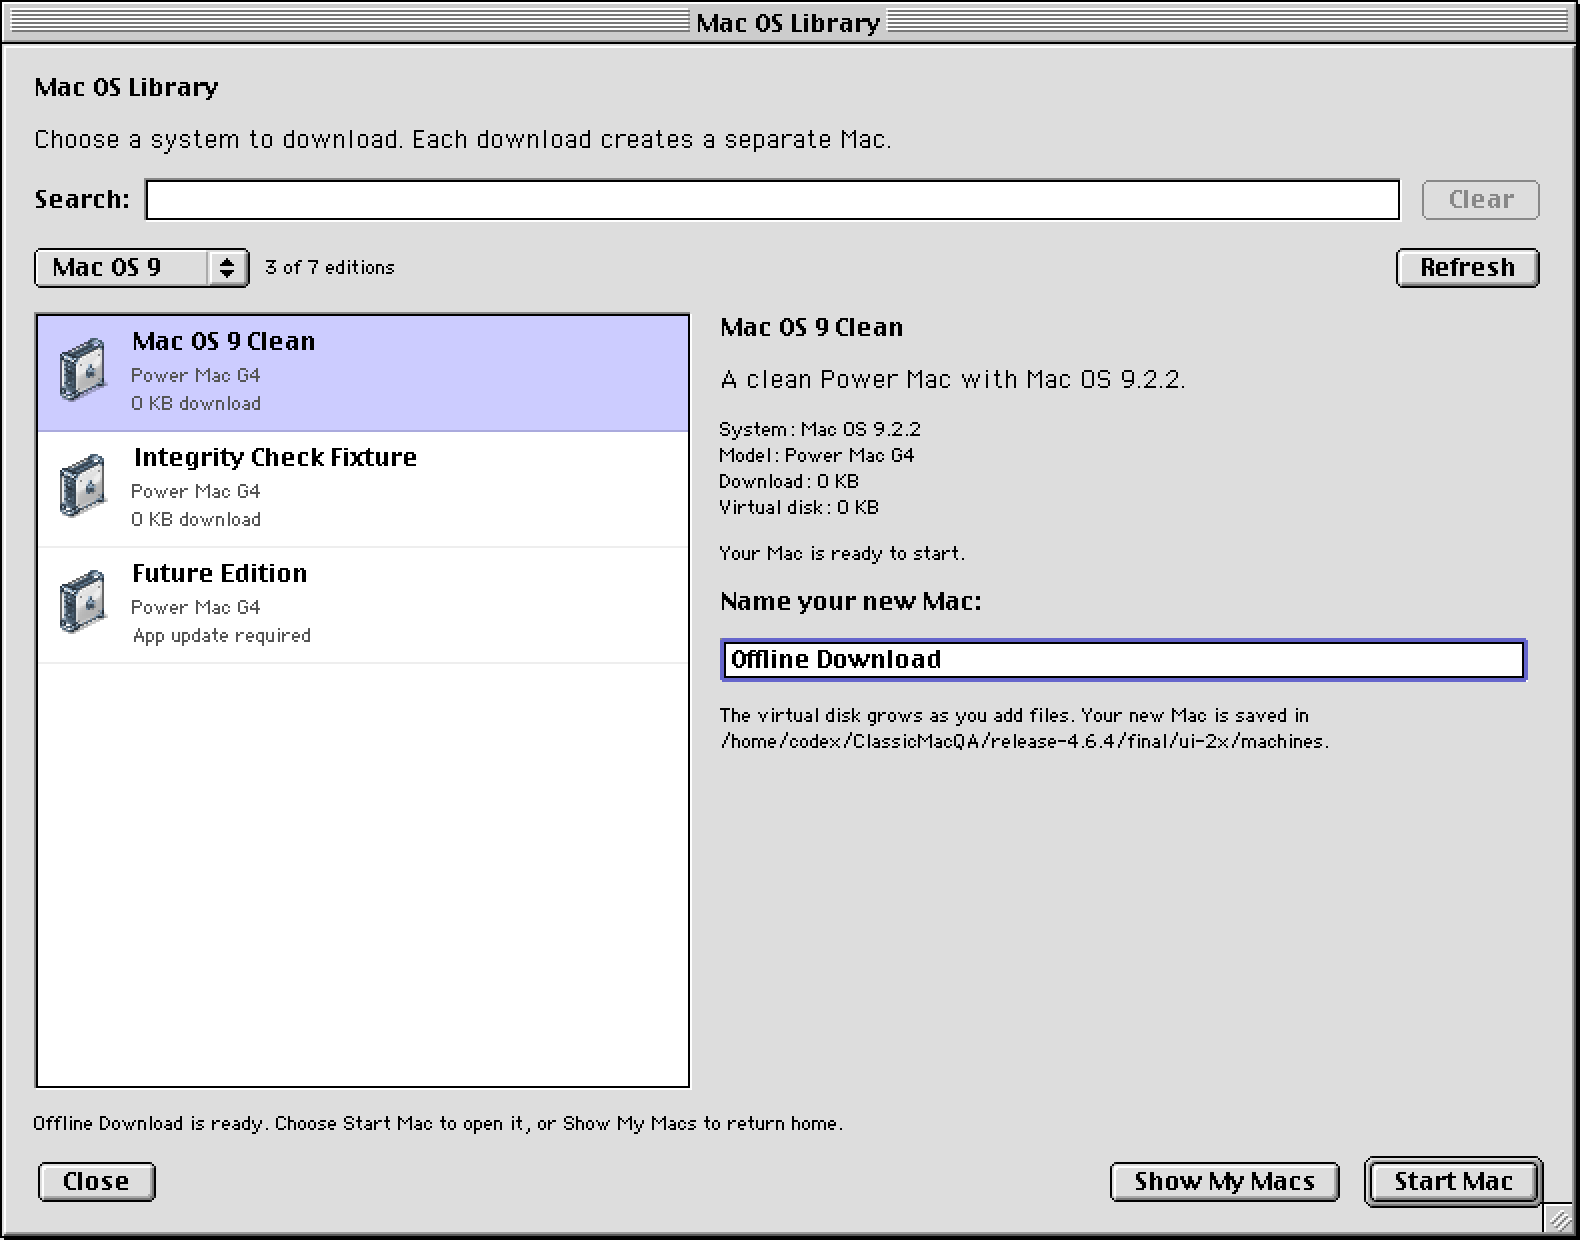 Mac OS Library
Mac OS Library
Choose a system to download. Each download creates a separate Mac.
Search:
Clear
Mac OS 9
3 of 7 editions
Refresh
Mac OS 9 Clean
Power Mac G4
0 KB download
Integrity Check Fixture
Power Mac G4
0 KB download
Future Edition
Power Mac G4
App update required
Mac OS 9 Clean
A clean Power Mac with Mac OS 9.2.2.
System: Mac OS 9.2.2
Model: Power Mac G4
Download: 0 KB
Virtual disk: 0 KB
Your Mac is ready to start.
Name your new Mac:
Offline Download
The virtual disk grows as you add files. Your new Mac is saved in
/home/codex/ClassicMacQA/release-4.6.4/final/ui-2x/machines.
Offline Download is ready. Choose Start Mac to open it, or Show My Macs to return home.
Close
Show My Macs
Start Mac